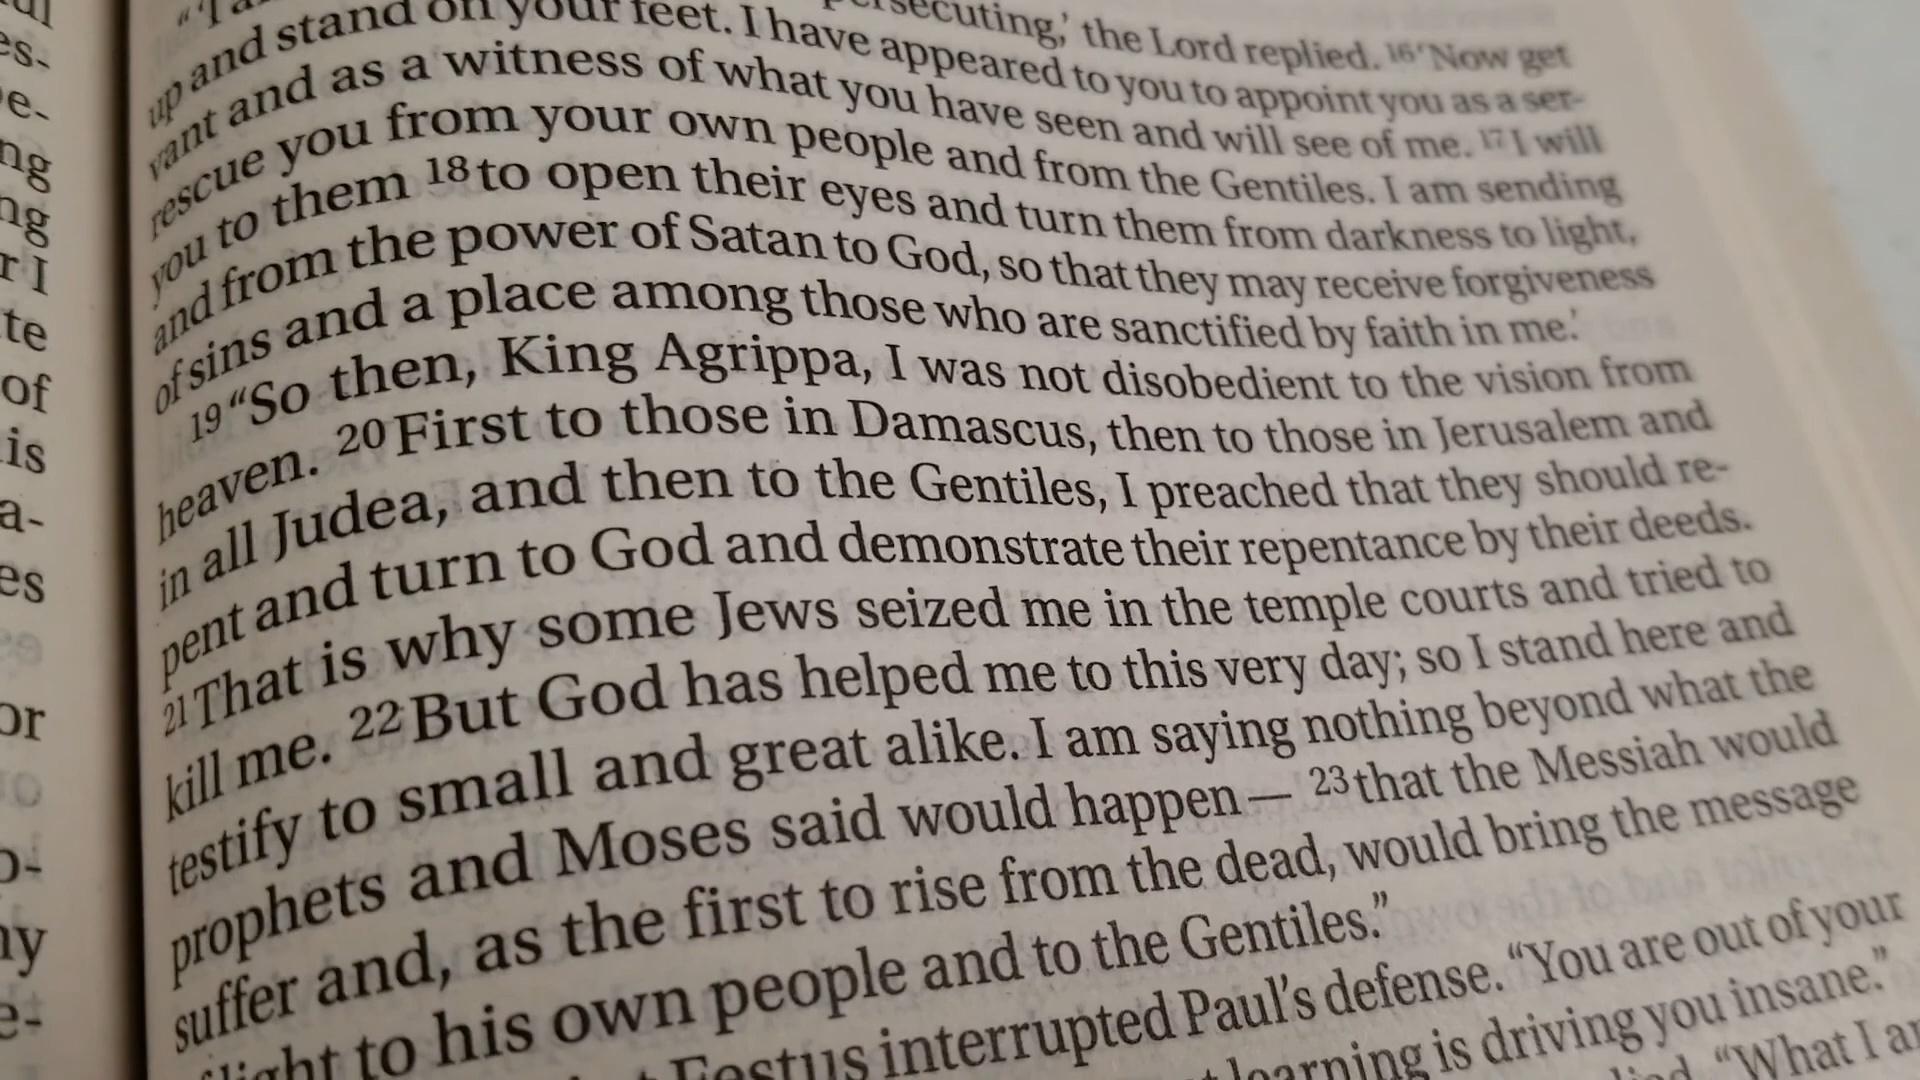 the Lord replied. 16 ‘Now get
up and stand on your feet. I have appeared to you to appoint you as a ser-
vant and as a witness of what you have seen and will see of me. 17 I will
rescue you from your own people and from the Gentiles. I am sending
you to them 18 to open their eyes and turn them from darkness to light,
and from the power of Satan to God, so that they may receive forgiveness
of sins and a place among those who are sanctified by faith in me.’
19 “So then, King Agrippa, I was not disobedient to the vision from
heaven. 20 First to those in Damascus, then to those in Jerusalem and
in all Judea, and then to the Gentiles, I preached that they should re-
pent and turn to God and demonstrate their repentance by their deeds.
21 That is why some Jews seized me in the temple courts and tried to
kill me. 22 But God has helped me to this very day; so I stand here and
testify to small and great alike. I am saying nothing beyond what the
prophets and Moses said would happen— 23 that the Messiah would
suffer and, as the first to rise from the dead, would bring the message
light to his own people and to the Gentiles.”
Festus interrupted Paul’s defense. “You are out of your
learning is driving you insane.”
“What I